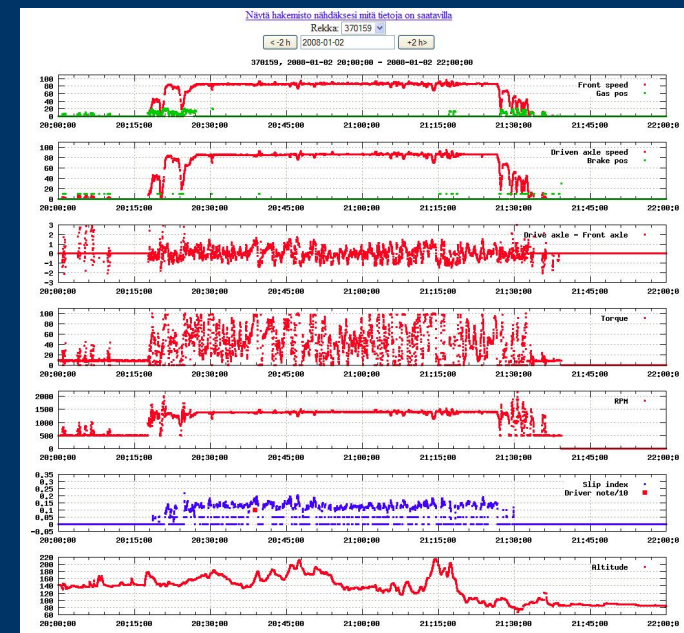 Näytä hakemisto nähdäksesi mitä tietoja on saatavilla
Rekka: 370159
< -2 h 2008-01-02 +2 h>
370159, 2008-01-02 20:00:00 - 2008-01-02 22:00:00
100
80
60
40
20
0
Front speed
Gas pos
20:00:00 20:15:00 20:30:00 20:45:00 21:00:00 21:15:00 21:30:00 21:45:00 22:00:0
100
80
60
40
20
0
Driven axle speed
Brake pos
20:00:00 20:15:00 20:30:00 20:45:00 21:00:00 21:15:00 21:30:00 21:45:00 22:00:0
3
2
1
0
-1
-2
-3
Drive axle - Front axle
20:00:00 20:15:00 20:30:00 20:45:00 21:00:00 21:15:00 21:30:00 21:45:00 22:00:0
100
80
60
40
20
0
Torque
20:00:00 20:15:00 20:30:00 20:45:00 21:00:00 21:15:00 21:30:00 21:45:00 22:00:0
2000
1500
1000
500
0
RPM
20:00:00 20:15:00 20:30:00 20:45:00 21:00:00 21:15:00 21:30:00 21:45:00 22:00:0
0,35
0,3
0,25
0,2
0,15
0,1
0,05
0
-0,05
Slip index
Driver note/10
20:00:00 20:15:00 20:30:00 20:45:00 21:00:00 21:15:00 21:30:00 21:45:00 22:00:0
220
200
180
160
140
120
100
80
60
Altitude
20:00:00 20:15:00 20:30:00 20:45:00 21:00:00 21:15:00 21:30:00 21:45:00 22:00:0